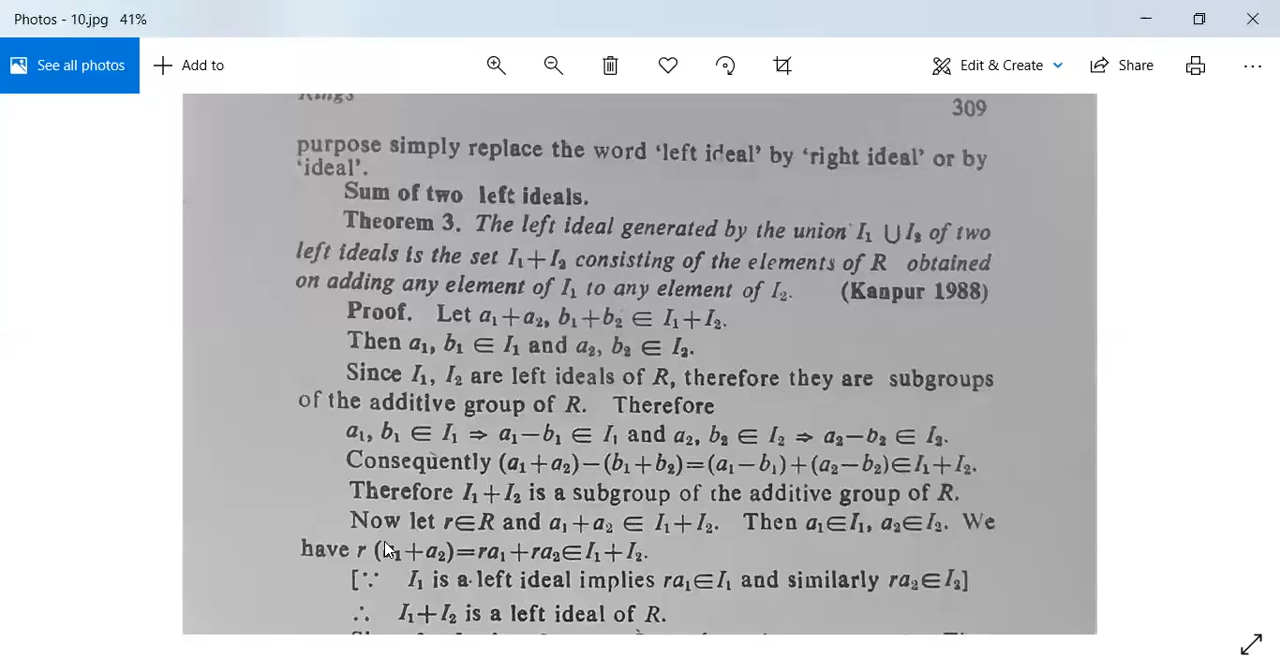 Photos - 10.jpg 41%
See all photos
Add to
Edit & Create
Share
Rings
309
purpose simply replace the word ‘left ideal’ by ‘right ideal’ or by
‘ideal’.
Sum of two left ideals.
Theorem 3. The left ideal generated by the union I₁ ∪ I₂ of two
left ideals is the set I₁+I₂ consisting of the elements of R obtained
on adding any element of I₁ to any element of I₂. (Kanpur 1988)
Proof. Let a₁+a₂, b₁+b₂ ∈ I₁+I₂.
Then a₁, b₁ ∈ I₁ and a₂, b₂ ∈ I₂.
Since I₁, I₂ are left ideals of R, therefore they are subgroups
of the additive group of R. Therefore
a₁, b₁ ∈ I₁ ⇒ a₁−b₁ ∈ I₁ and a₂, b₂ ∈ I₂ ⇒ a₂−b₂ ∈ I₂.
Consequently (a₁+a₂)−(b₁+b₂)=(a₁−b₁)+(a₂−b₂)∈I₁+I₂.
Therefore I₁+I₂ is a subgroup of the additive group of R.
Now let r∈R and a₁+a₂ ∈ I₁+I₂. Then a₁∈I₁, a₂∈I₂. We
have r (a₁+a₂)=ra₁+ra₂∈I₁+I₂.
[∵ I₁ is a left ideal implies ra₁∈I₁ and similarly ra₂∈I₂]
∴ I₁+I₂ is a left ideal of R.